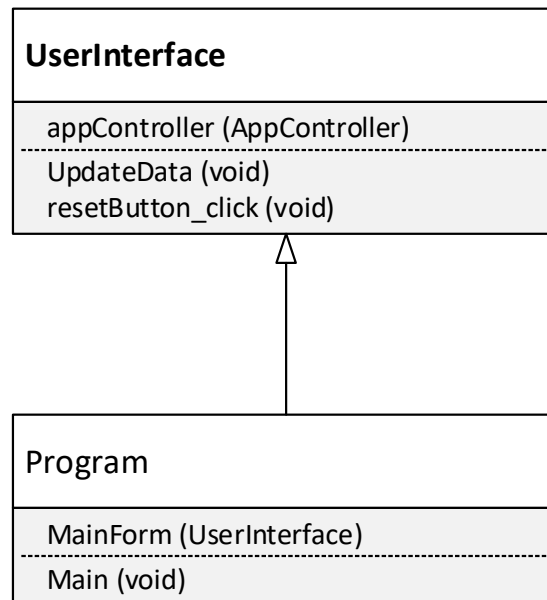 UserInterface
appController (AppController)
UpdateData (void)
resetButton_click (void)
Program
MainForm (UserInterface)
Main (void)